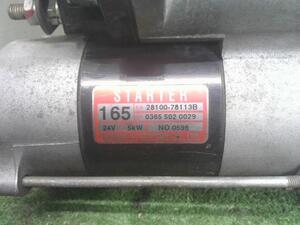 STARTER
165 28100-78113B
0365 502 0029
24V 5kW NO 0598